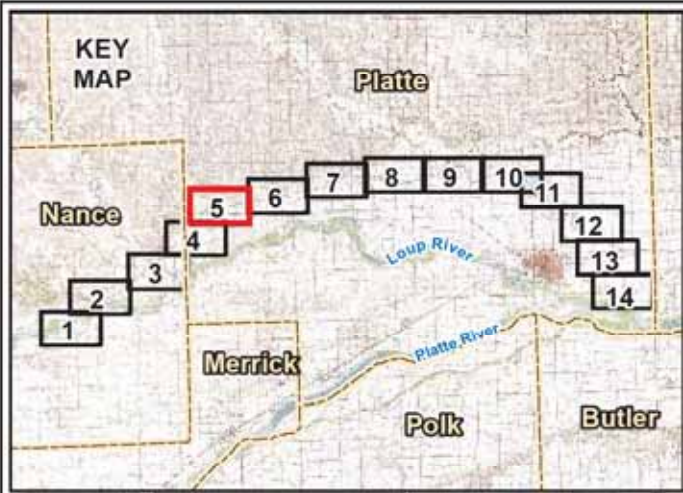 KEY
MAP
Platte
Nance
1
2
3
4
5
6
7
8
9
10
11
12
13
14
Loup River
Platte River
Merrick
Polk
Butler